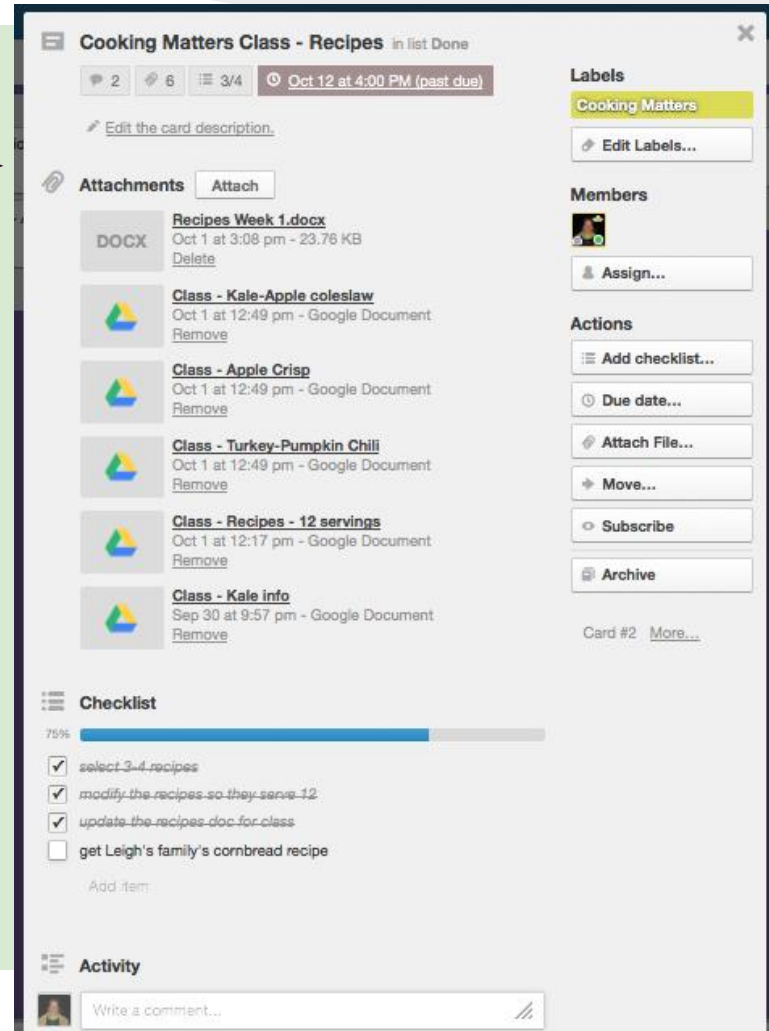 Cooking Matters Class - Recipes in list Done
2 6 3/4 Oct 12 at 4:00 PM (past due)
Edit the card description.
Attachments Attach
DOCX
Recipes Week 1.docx
Oct 1 at 3:08 pm - 23.76 KB
Delete
Class - Kale-Apple coleslaw
Oct 1 at 12:49 pm - Google Document
Remove
Class - Apple Crisp
Oct 1 at 12:49 pm - Google Document
Remove
Class - Turkey-Pumpkin Chili
Oct 1 at 12:49 pm - Google Document
Remove
Class - Recipes - 12 servings
Oct 1 at 12:17 pm - Google Document
Remove
Class - Kale info
Sep 30 at 9:57 pm - Google Document
Remove
Checklist
75%
select 3-4 recipes
modify the recipes so they serve 12
update the recipes doc for class
get Leigh's family's cornbread recipe
Add item
Activity
Write a comment...
Labels
Cooking Matters
Edit Labels...
Members
Assign...
Actions
Add checklist...
Due date...
Attach File...
Move...
Subscribe
Archive
Card #2 More...